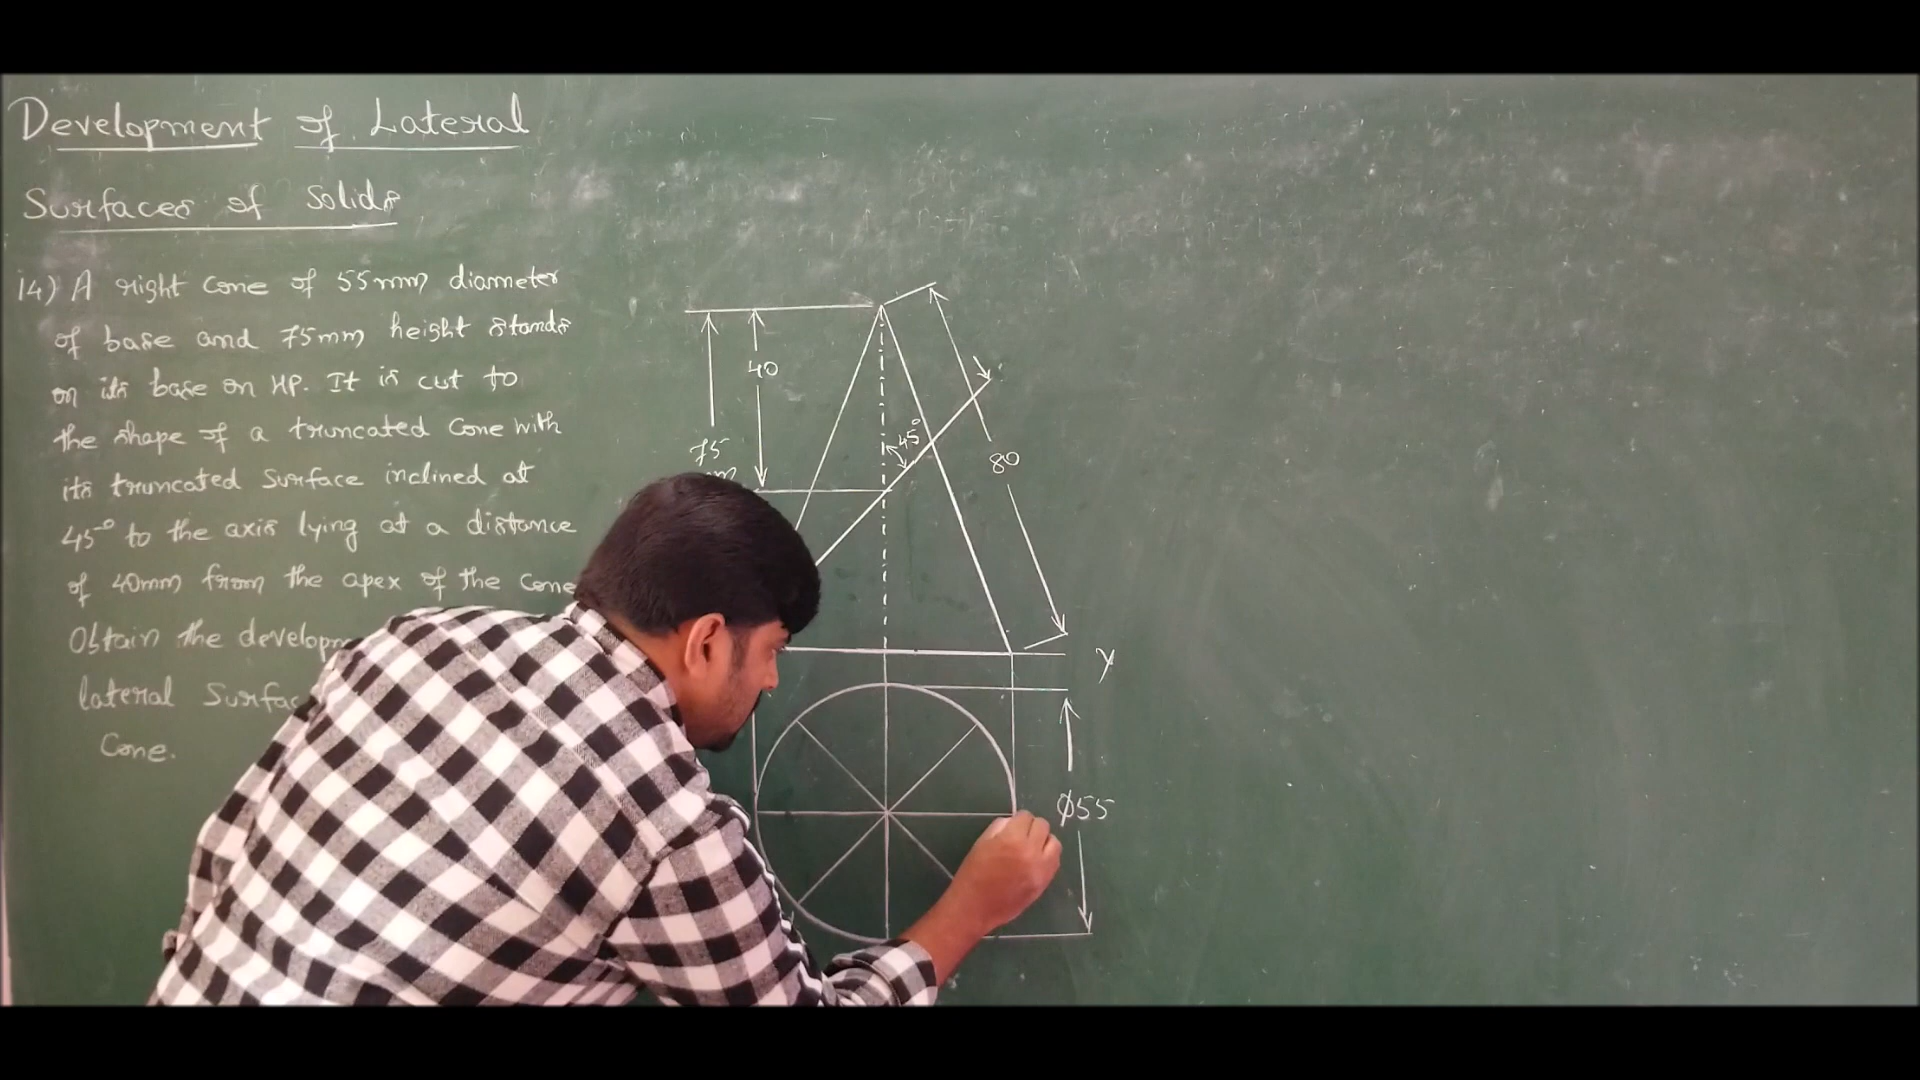 Development of Lateral
Surfaces of Solids
14) A right cone of 55mm diameter
of base and 75mm height stands
on its base on HP. It is cut to
the shape of a truncated cone with
its truncated surface inclined at
45° to the axis lying at a distance
of 40mm from the apex of the cone
Obtain the develop
lateral Surfac
Cone.
40
75
45°
80
Y
Ø55